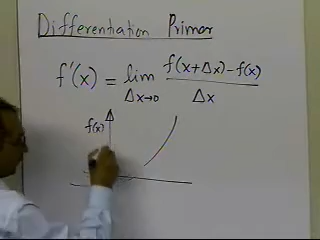 Differentiation Primer
f'(x) = lim Δx→0 f(x+Δx)-f(x) / Δx
f(x)